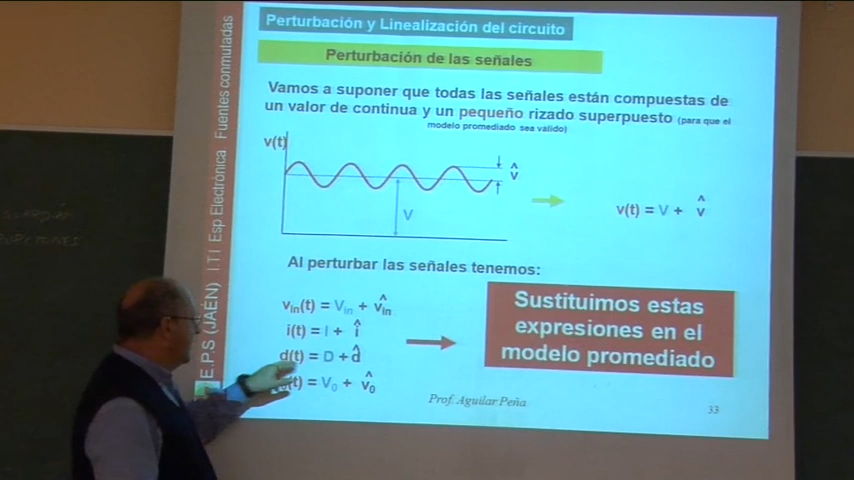 Perturbación y Linealización del circuito
Perturbación de las señales
Vamos a suponer que todas las señales están compuestas de
un valor de continua y un pequeño rizado superpuesto (para que el
modelo promediado sea valido)
v(t)
v̂
V
v(t) = V + v̂
Al perturbar las señales tenemos:
vin(t) = Vin + v̂in
i(t) = I + î
d(t) = D + d̂
(t) = V0 + v̂0
Sustituimos estas
expresiones en el
modelo promediado
Prof. Aguilar Peña
33
E.P.S (JAÉN) I T I Esp Electrónica Fuentes conmutadas